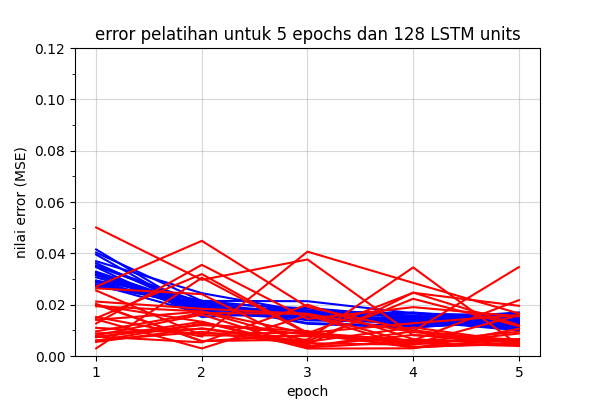 error pelatihan untuk 5 epochs dan 128 LSTM units
0.12
0.10
0.08
0.06
0.04
0.02
0.00
nilai error (MSE)
1 2 3 4 5
epoch